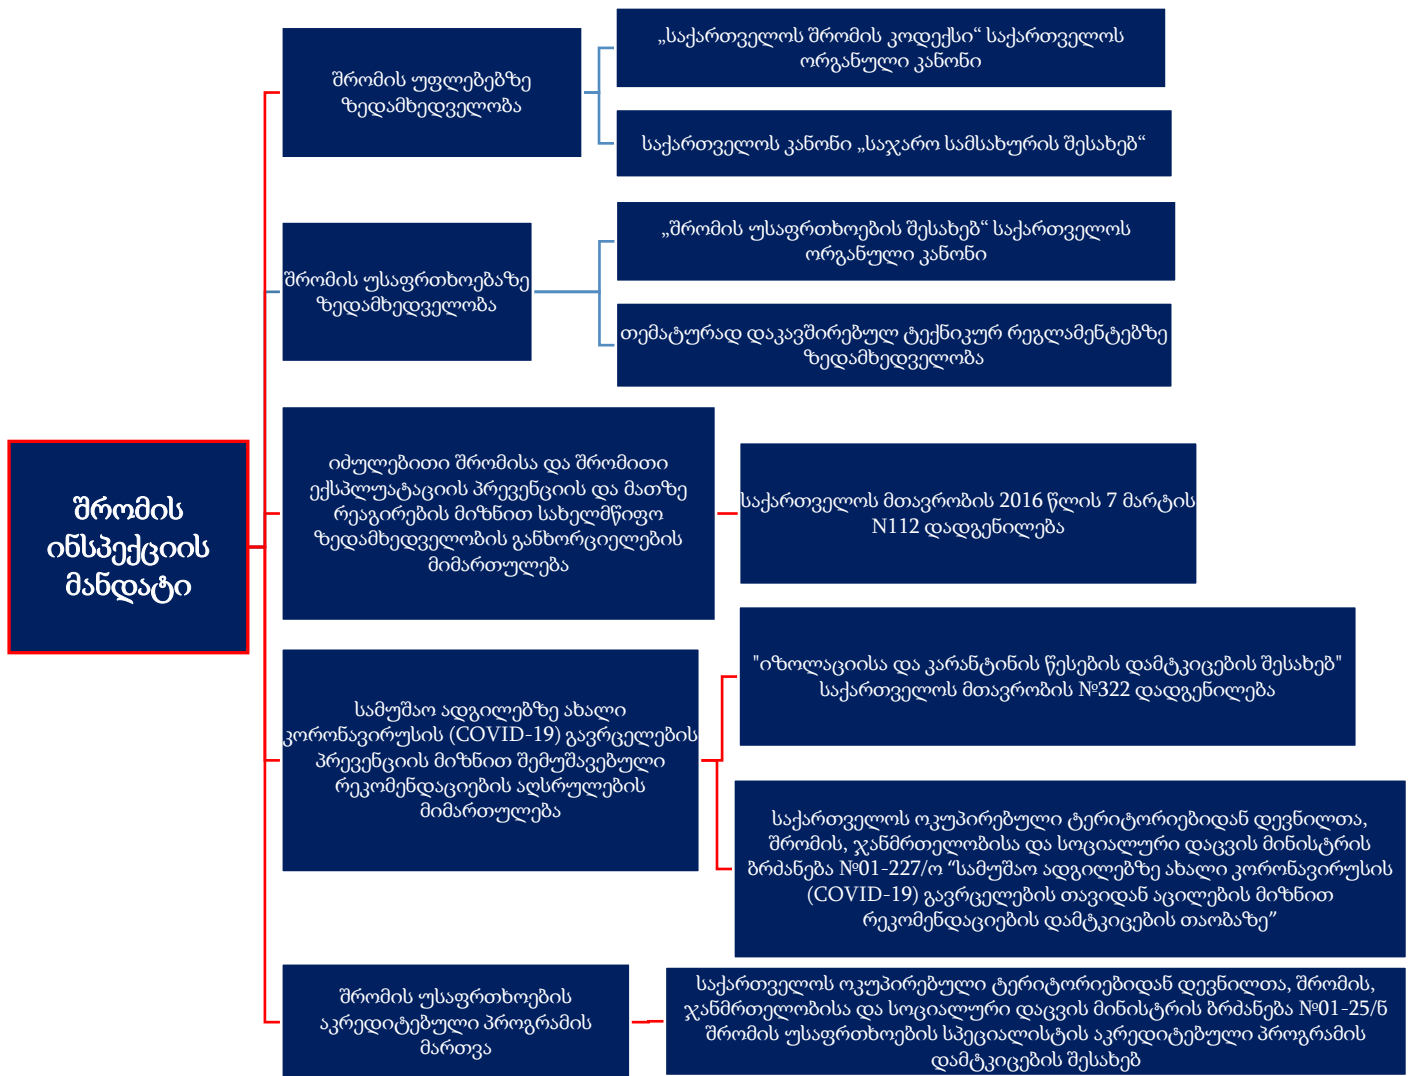 შრომის
ინსპექციის
მანდატი
შრომის უფლებებზე
ზედამხედველობა
„საქართველოს შრომის კოდექსი“ საქართველოს
ორგანული კანონი
საქართველოს კანონი „საჯარო სამსახურის შესახებ“
შრომის უსაფრთხოებაზე
ზედამხედველობა
„შრომის უსაფრთხოების შესახებ“ საქართველოს
ორგანული კანონი
თემატურად დაკავშირებულ ტექნიკურ რეგლამენტებზე
ზედამხედველობა
იძულებითი შრომისა და შრომითი
ექსპლუატაციის პრევენციის და მათზე
რეაგირების მიზნით სახელმწიფო
ზედამხედველობის განხორციელების
მიმართულება
საქართველოს მთავრობის 2016 წლის 7 მარტის
N112 დადგენილება
სამუშაო ადგილებზე ახალი
კორონავირუსის (COVID-19) გავრცელების
პრევენციის მიზნით შემუშავებული
რეკომენდაციების აღსრულების
მიმართულება
"იზოლაციისა და კარანტინის წესების დამტკიცების შესახებ"
საქართველოს მთავრობის №322 დადგენილება
საქართველოს ოკუპირებული ტერიტორიებიდან დევნილთა,
შრომის, ჯანმრთელობისა და სოციალური დაცვის მინისტრის
ბრძანება №01-227/ო “სამუშაო ადგილებზე ახალი კორონავირუსის
(COVID-19) გავრცელების თავიდან აცილების მიზნით
რეკომენდაციების დამტკიცების თაობაზე”
შრომის უსაფრთხოების
აკრედიტებული პროგრამის
მართვა
საქართველოს ოკუპირებული ტერიტორიებიდან დევნილთა, შრომის,
ჯანმრთელობისა და სოციალური დაცვის მინისტრის ბრძანება №01-25/ნ
შრომის უსაფრთხოების სპეციალისტის აკრედიტებული პროგრამის
დამტკიცების შესახებ